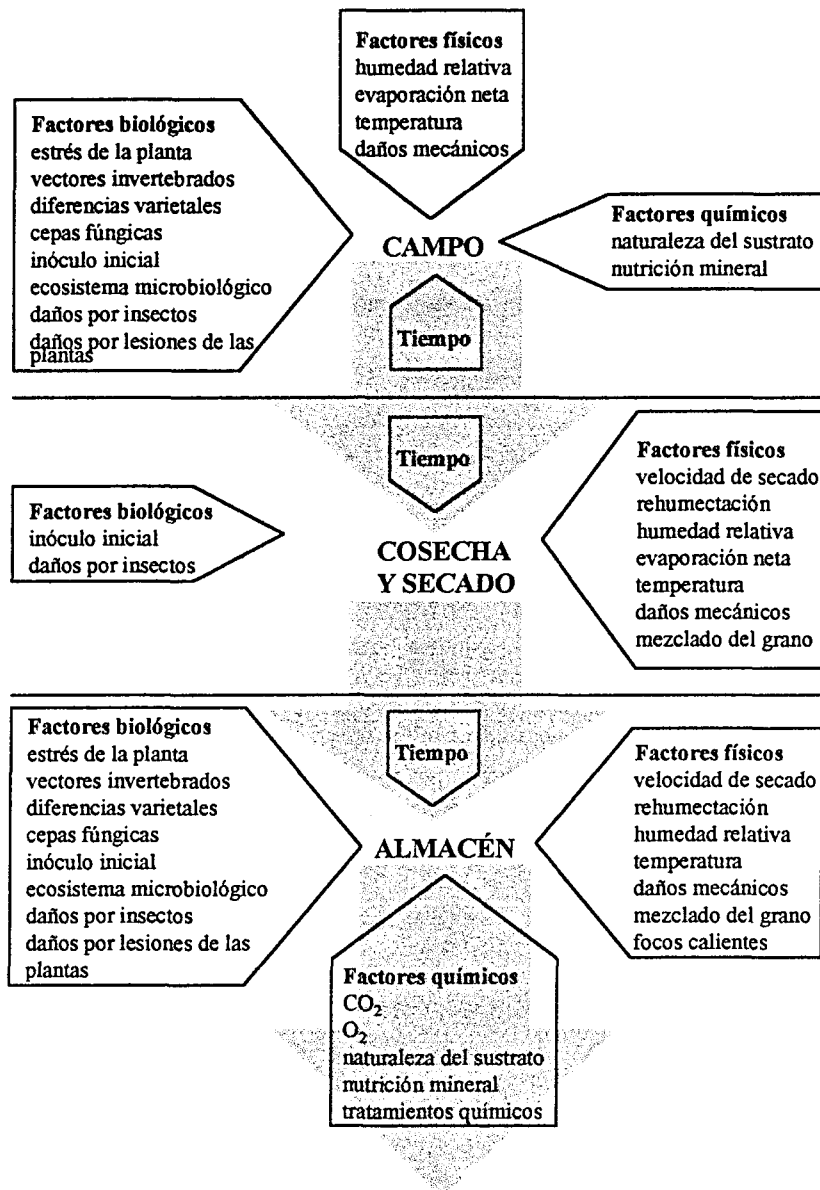 Factores físicos
humedad relativa
evaporación neta
temperatura
daños mecánicos
Factores biológicos
estrés de la planta
vectores invertebrados
diferencias varietales
cepas fúngicas
inóculo inicial
ecosistema microbiológico
daños por insectos
daños por lesiones de las
plantas
Factores químicos
naturaleza del sustrato
nutrición mineral
CAMPO
Tiempo
Tiempo
Factores biológicos
inóculo inicial
daños por insectos
COSECHA
Y SECADO
Factores físicos
velocidad de secado
rehumectación
humedad relativa
evaporación neta
temperatura
daños mecánicos
mezclado del grano
Factores biológicos
estrés de la planta
vectores invertebrados
diferencias varietales
cepas fúngicas
inóculo inicial
ecosistema microbiológico
daños por insectos
daños por lesiones de las
plantas
Tiempo
ALMACÉN
Factores físicos
velocidad de secado
rehumectación
humedad relativa
temperatura
daños mecánicos
mezclado del grano
focos calientes
Factores químicos
CO₂
O₂
naturaleza del sustrato
nutrición mineral
tratamientos químicos